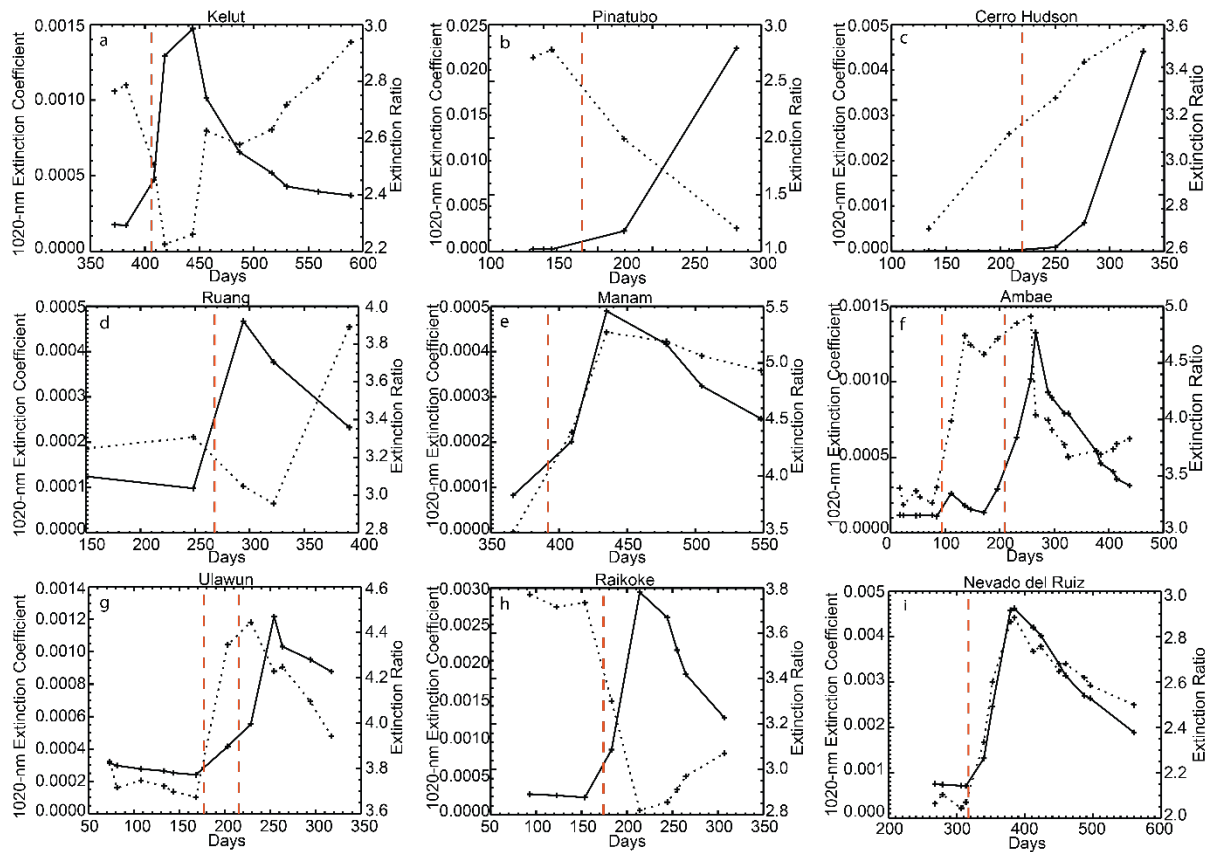 Kelut
a
0.0015
0.0010
0.0005
0.0000
1020-nm Extinction Coefficient
3.0
2.8
2.6
2.4
2.2
Extinction Ratio
350 400 450 500 550 600
Days
Pinatubo
b
0.022
0.020
0.015
0.013
0.010
0.005
0.002
0.000
1020-nm Extinction Coefficient
3.0
2.5
2.0
1.5
1.0
Extinction Ratio
100 150 200 250 300
Days
Cerro Hudson
c
0.005
0.003
0.003
0.002
0.000
1020-nm Extinction Coefficient
3.6
3.4
3.2
3.0
2.8
2.6
Extinction Ratio
100 150 200 250 300 350
Days
Ruang
d
0.0005
0.0004
0.0003
0.0002
0.0001
0.0000
1020-nm Extinction Coefficient
4.0
3.8
3.6
3.4
3.2
3.0
2.8
Extinction Ratio
150 200 250 300 350 400
Days
Manam
e
0.0005
0.0004
0.0003
0.0002
0.0001
0.0000
1020-nm Extinction Coefficient
5.5
5.0
4.5
4.0
3.5
Extinction Ratio
350 400 450 500 550
Days
Ambae
f
0.0015
0.0010
0.0005
0.0000
1020-nm Extinction Coefficient
5.0
4.5
4.0
3.5
3.0
Extinction Ratio
0 100 200 300 400 500
Days
Ulawun
g
0.0014
0.0012
0.0010
0.0008
0.0006
0.0004
0.0002
0.0000
1020-nm Extinction Coefficient
4.6
4.4
4.2
4.0
3.8
3.6
Extinction Ratio
50 100 150 200 250 300 350
Days
Raikoke
h
0.0030
0.0025
0.0020
0.0015
0.0010
0.0005
0.000
1020-nm Extinction Coefficient
3.8
3.6
3.4
3.2
3.0
2.8
Extinction Ratio
50 100 150 200 250 300 350
Days
Nevado del Ruiz
i
0.005
0.004
0.003
0.002
0.001
0.000
1020-nm Extinction Coefficient
3.0
2.8
2.6
2.4
2.2
2.0
Extinction Ratio
200 300 400 500 600
Days